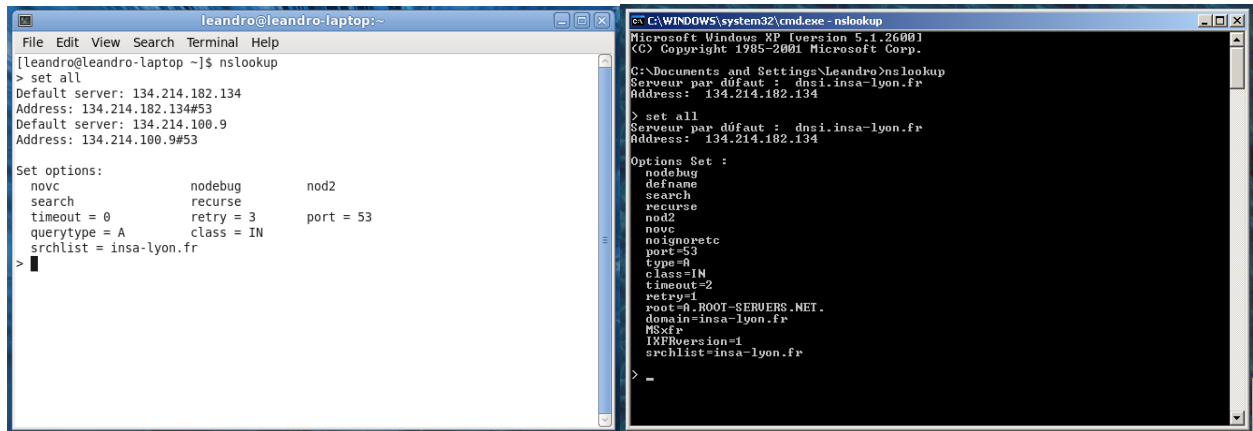 leandro@leandro-laptop:~
File Edit View Search Terminal Help
[leandro@leandro-laptop ~]$ nslookup
> set all
Default server: 134.214.182.134
Address: 134.214.182.134#53
Default server: 134.214.100.9
Address: 134.214.100.9#53
Set options:
novc nodebug nod2
search recurse
timeout = 0 retry = 3 port = 53
querytype = A class = IN
srchlist = insa-lyon.fr
>
C:\WINDOWS\system32\cmd.exe - nslookup
Microsoft Windows XP [version 5.1.2600]
(C) Copyright 1985-2001 Microsoft Corp.
C:\Documents and Settings\Leandro>nslookup
Serveur par dÚfaut : dnsi.insa-lyon.fr
Address: 134.214.182.134
> set all
Serveur par dÚfaut : dnsi.insa-lyon.fr
Address: 134.214.182.134
Options Set :
nodebug
defname
search
recurse
nod2
novc
noignoretc
port=53
type=A
class=IN
timeout=2
retry=1
root=A.ROOT-SERVERS.NET.
domain=insa-lyon.fr
MSxfr
IXFRversion=1
srchlist=insa-lyon.fr
> _